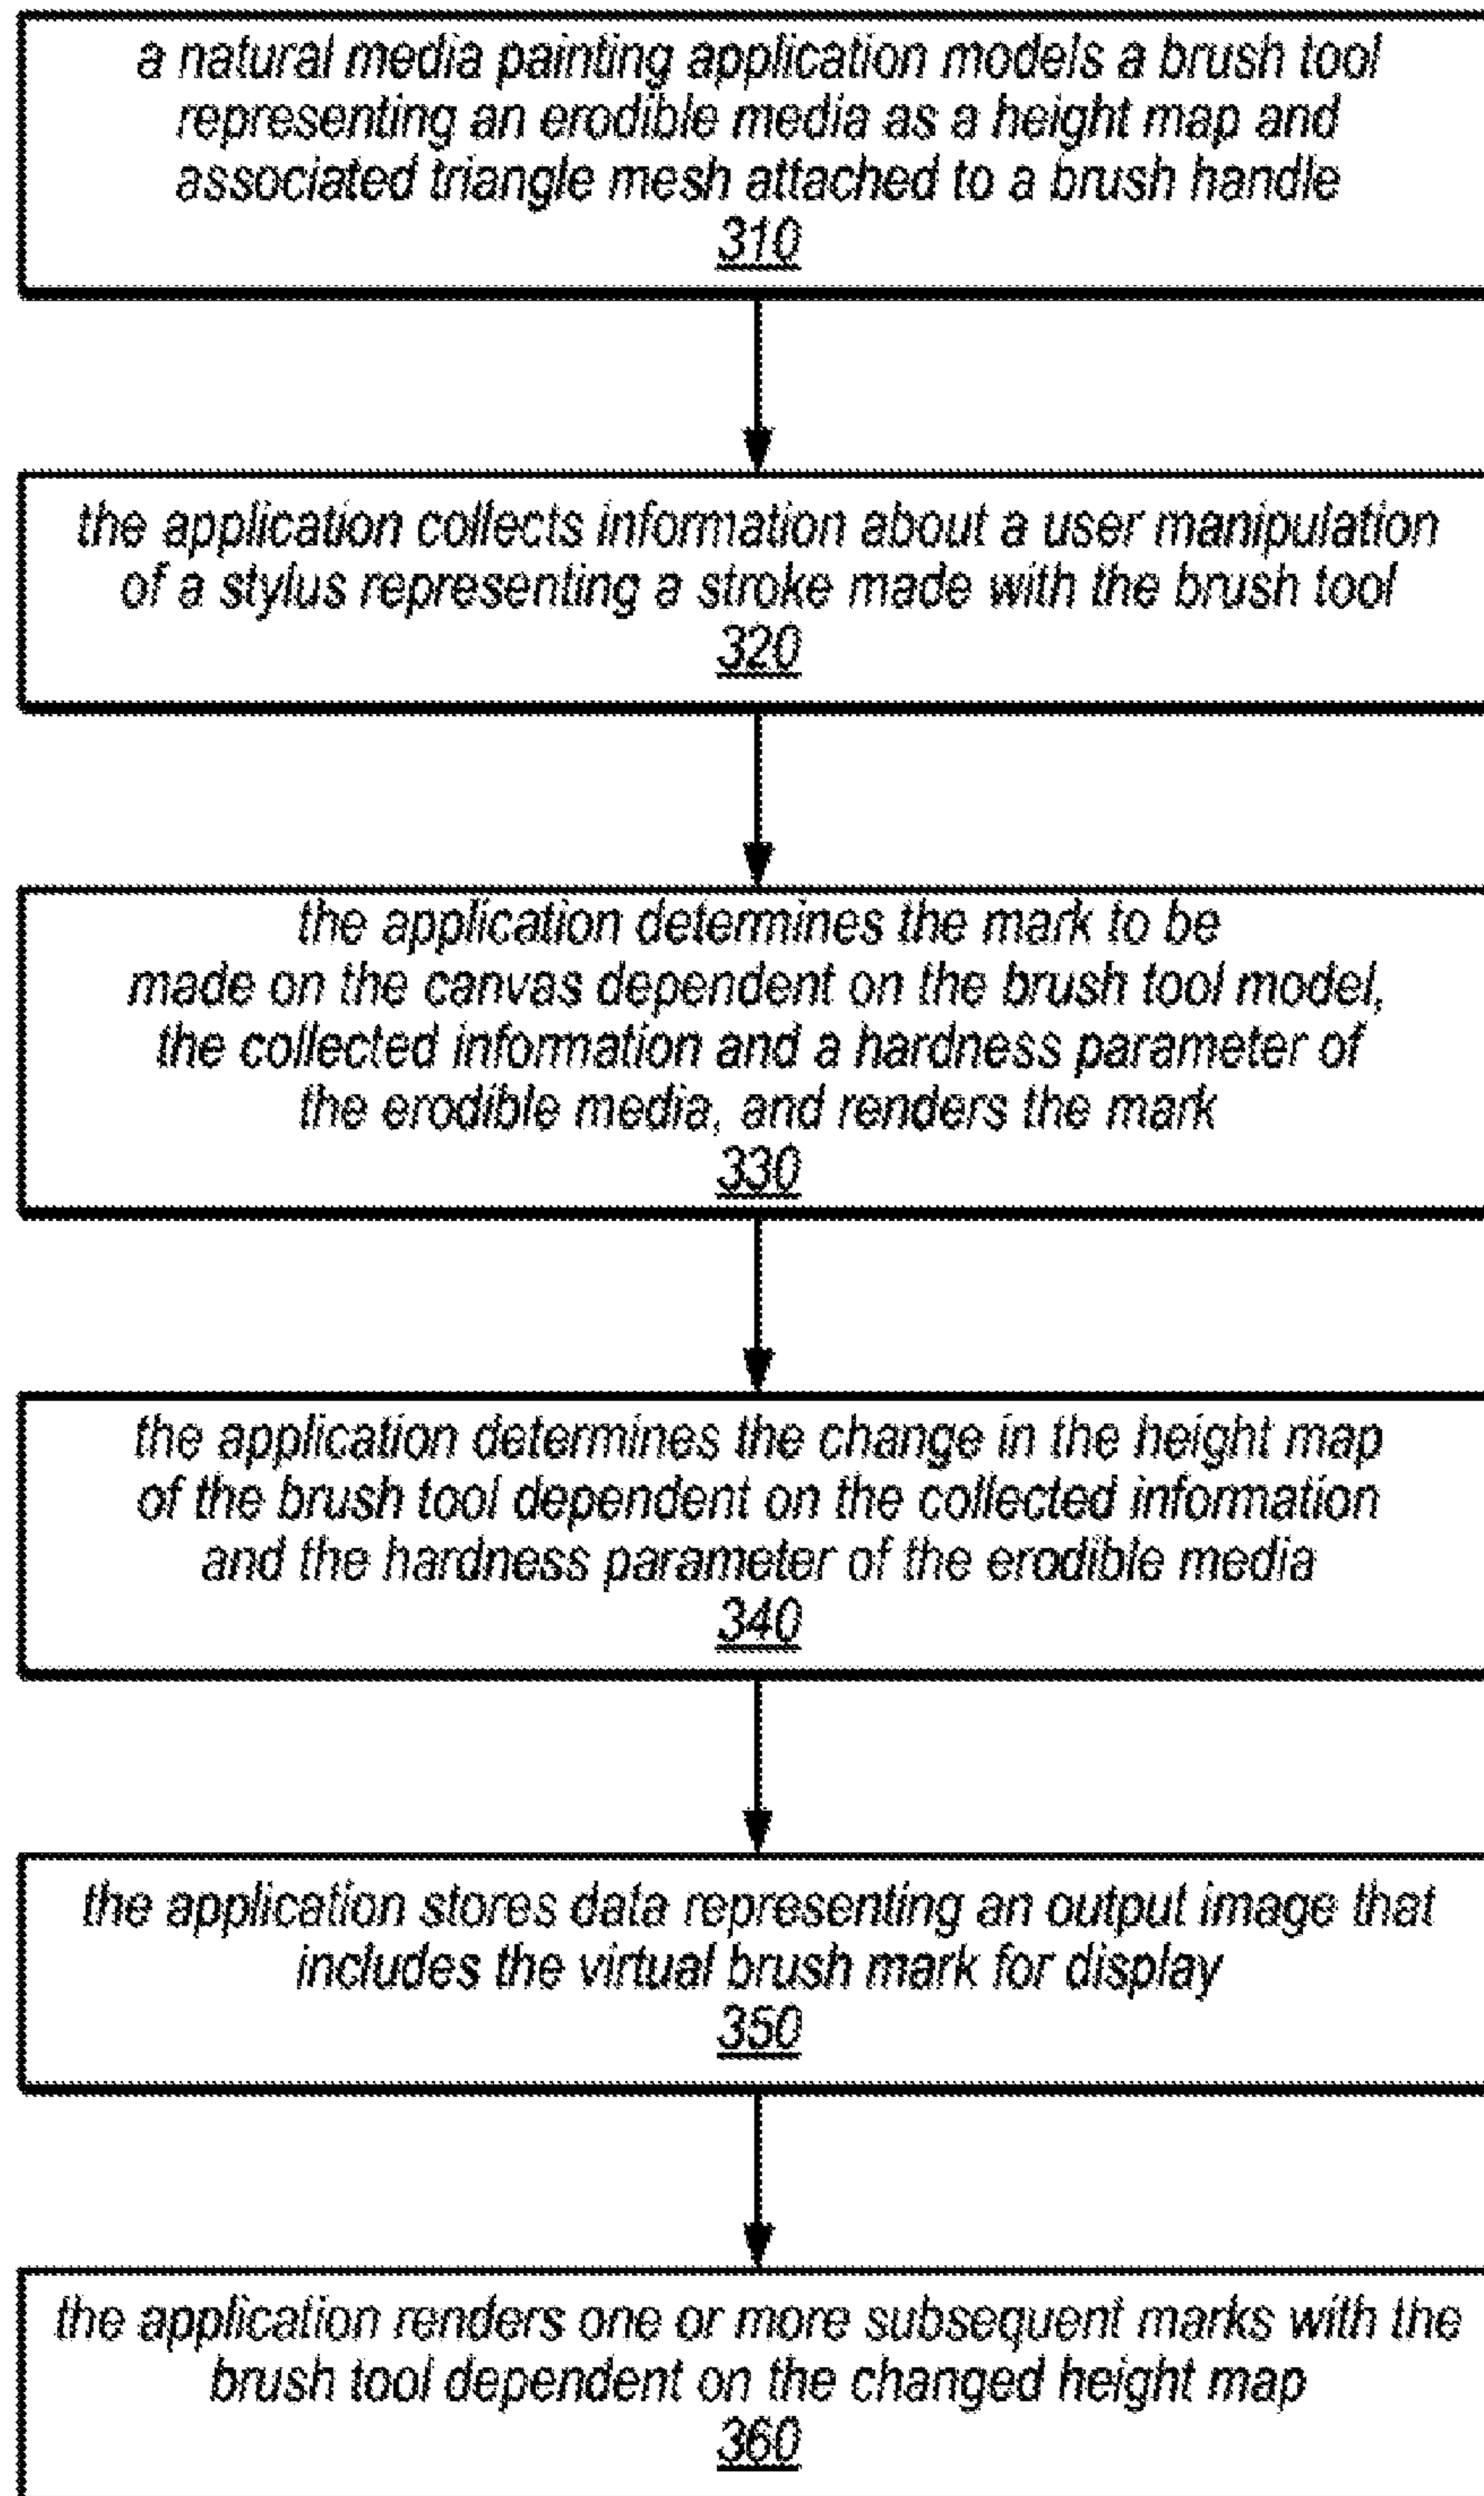 a natural media painting application models a brush tool
representing an erodible media as a height map and
associated triangle mesh attached to a brush handle
310
the application collects information about a user manipulation
of a stylus representing a stroke made with the brush tool
320
the application determines the mark to be
made on the canvas dependent on the brush tool model,
the collected information and a hardness parameter of
the erodible media, and renders the mark
330
the application determines the change in the height map
of the brush tool dependent on the collected information
and the hardness parameter of the erodible media
340
the application stores data representing an output image that
includes the virtual brush mark for display
350
the application renders one or more subsequent marks with the
brush tool dependent on the changed height map
360